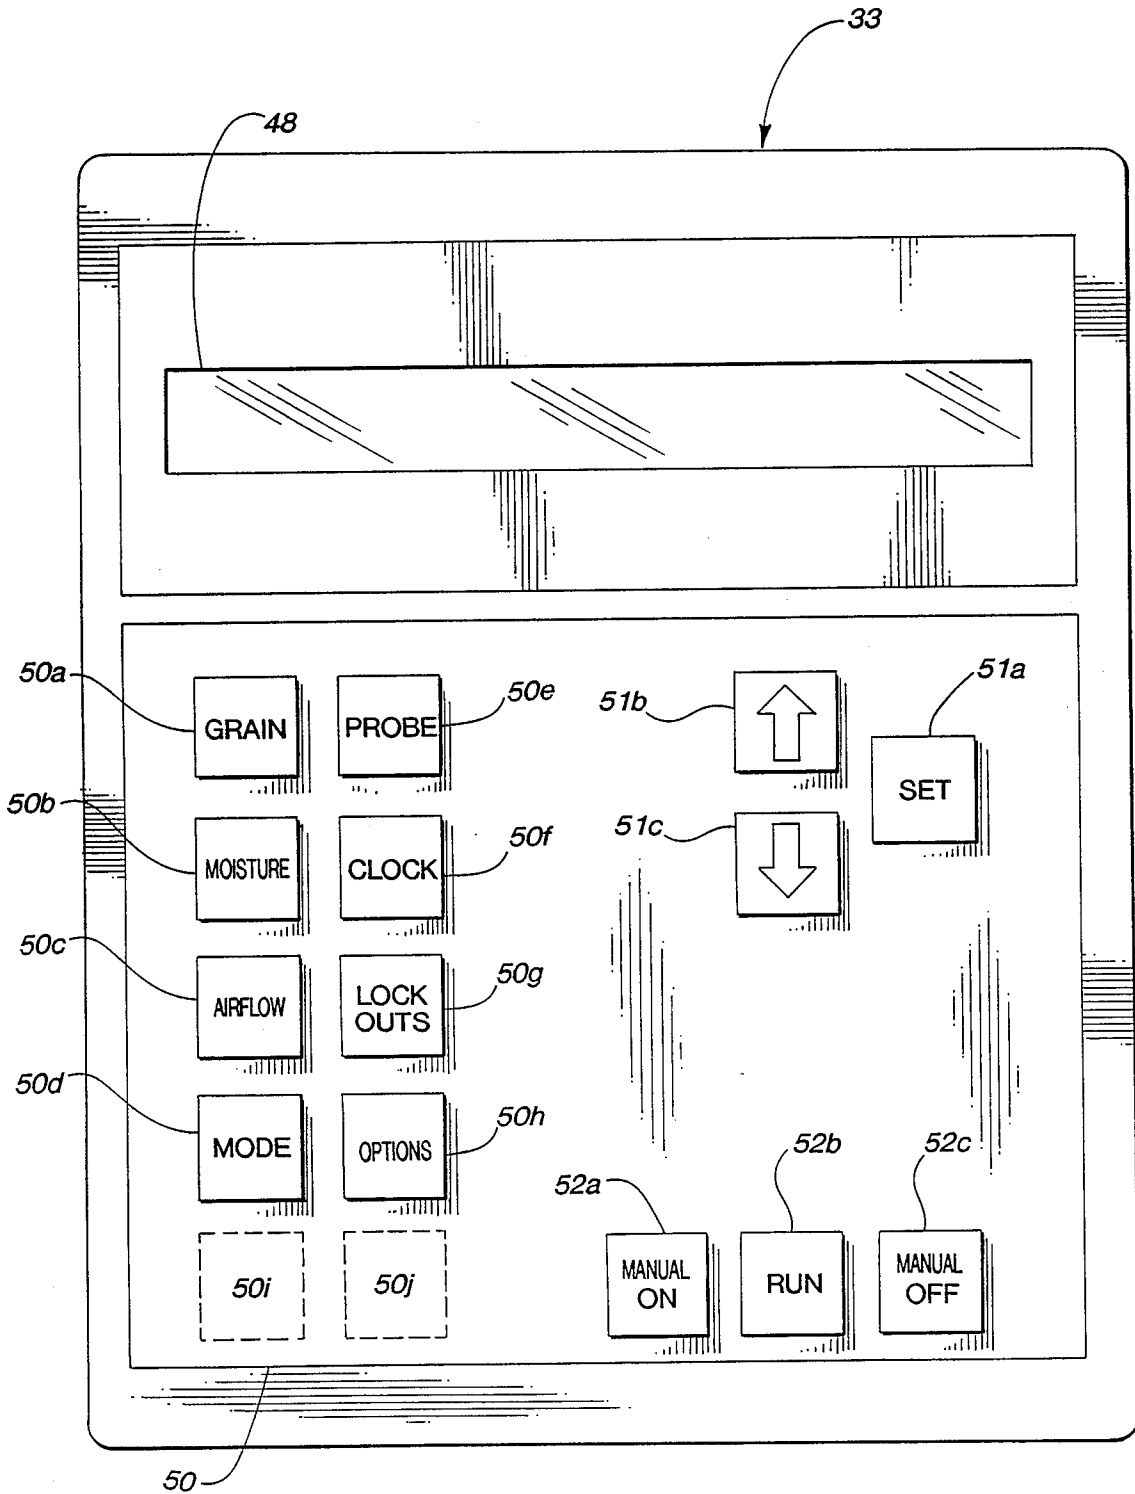 33
48
50a
GRAIN
PROBE
50e
51b
51a
SET
50b
MOISTURE
CLOCK
50f
51c
50c
AIRFLOW
LOCK
OUTS
50g
50d
MODE
OPTIONS
50h
52a
52b
52c
50i
50j
MANUAL
ON
RUN
MANUAL
OFF
50